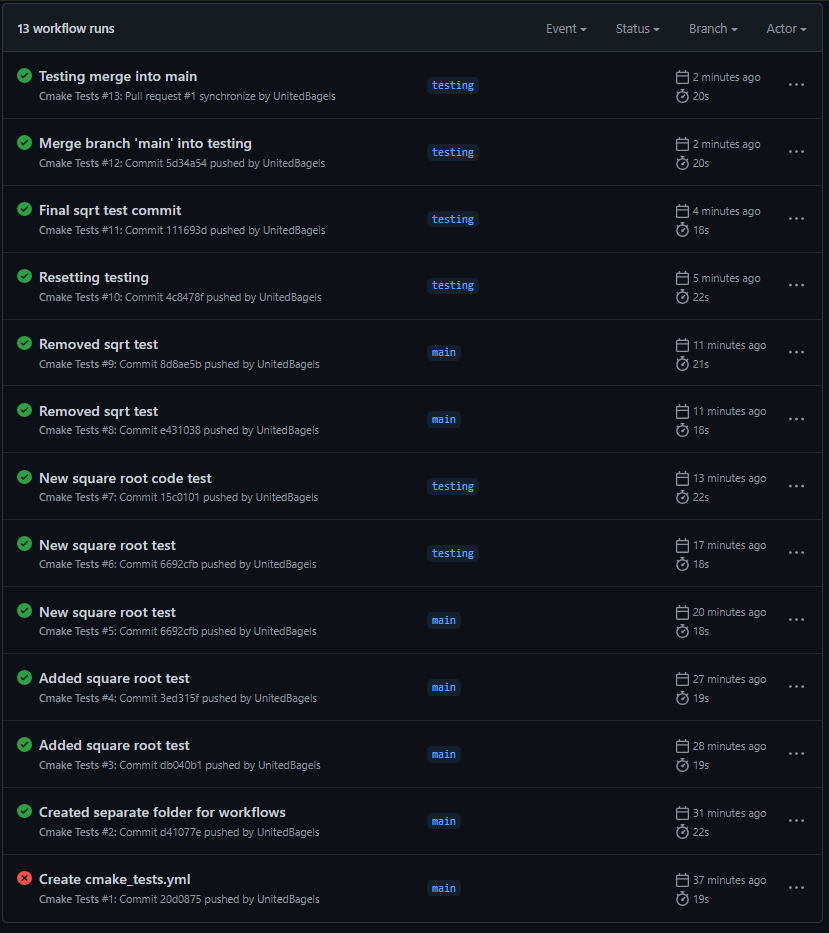 13 workflow runs
Event Status Branch Actor
Testing merge into main
testing
2 minutes ago
Cmake Tests #13: Pull request #1 synchronize by UnitedBagels
20s
Merge branch 'main' into testing
testing
2 minutes ago
Cmake Tests #12: Commit 5d34a54 pushed by UnitedBagels
20s
Final sqrt test commit
testing
4 minutes ago
Cmake Tests #11: Commit 111693d pushed by UnitedBagels
18s
Resetting testing
testing
5 minutes ago
Cmake Tests #10: Commit 4c8478f pushed by UnitedBagels
22s
Removed sqrt test
main
11 minutes ago
Cmake Tests #9: Commit 8d8ae5b pushed by UnitedBagels
21s
Removed sqrt test
main
11 minutes ago
Cmake Tests #8: Commit e431038 pushed by UnitedBagels
18s
New square root code test
testing
13 minutes ago
Cmake Tests #7: Commit 15c0101 pushed by UnitedBagels
22s
New square root test
testing
17 minutes ago
Cmake Tests #6: Commit 6692cfb pushed by UnitedBagels
18s
New square root test
main
20 minutes ago
Cmake Tests #5: Commit 6692cfb pushed by UnitedBagels
18s
Added square root test
main
27 minutes ago
Cmake Tests #4: Commit 3ed315f pushed by UnitedBagels
19s
Added square root test
main
28 minutes ago
Cmake Tests #3: Commit db040b1 pushed by UnitedBagels
19s
Created separate folder for workflows
main
31 minutes ago
Cmake Tests #2: Commit d41077e pushed by UnitedBagels
22s
Create cmake_tests.yml
main
37 minutes ago
Cmake Tests #1: Commit 20d0875 pushed by UnitedBagels
19s